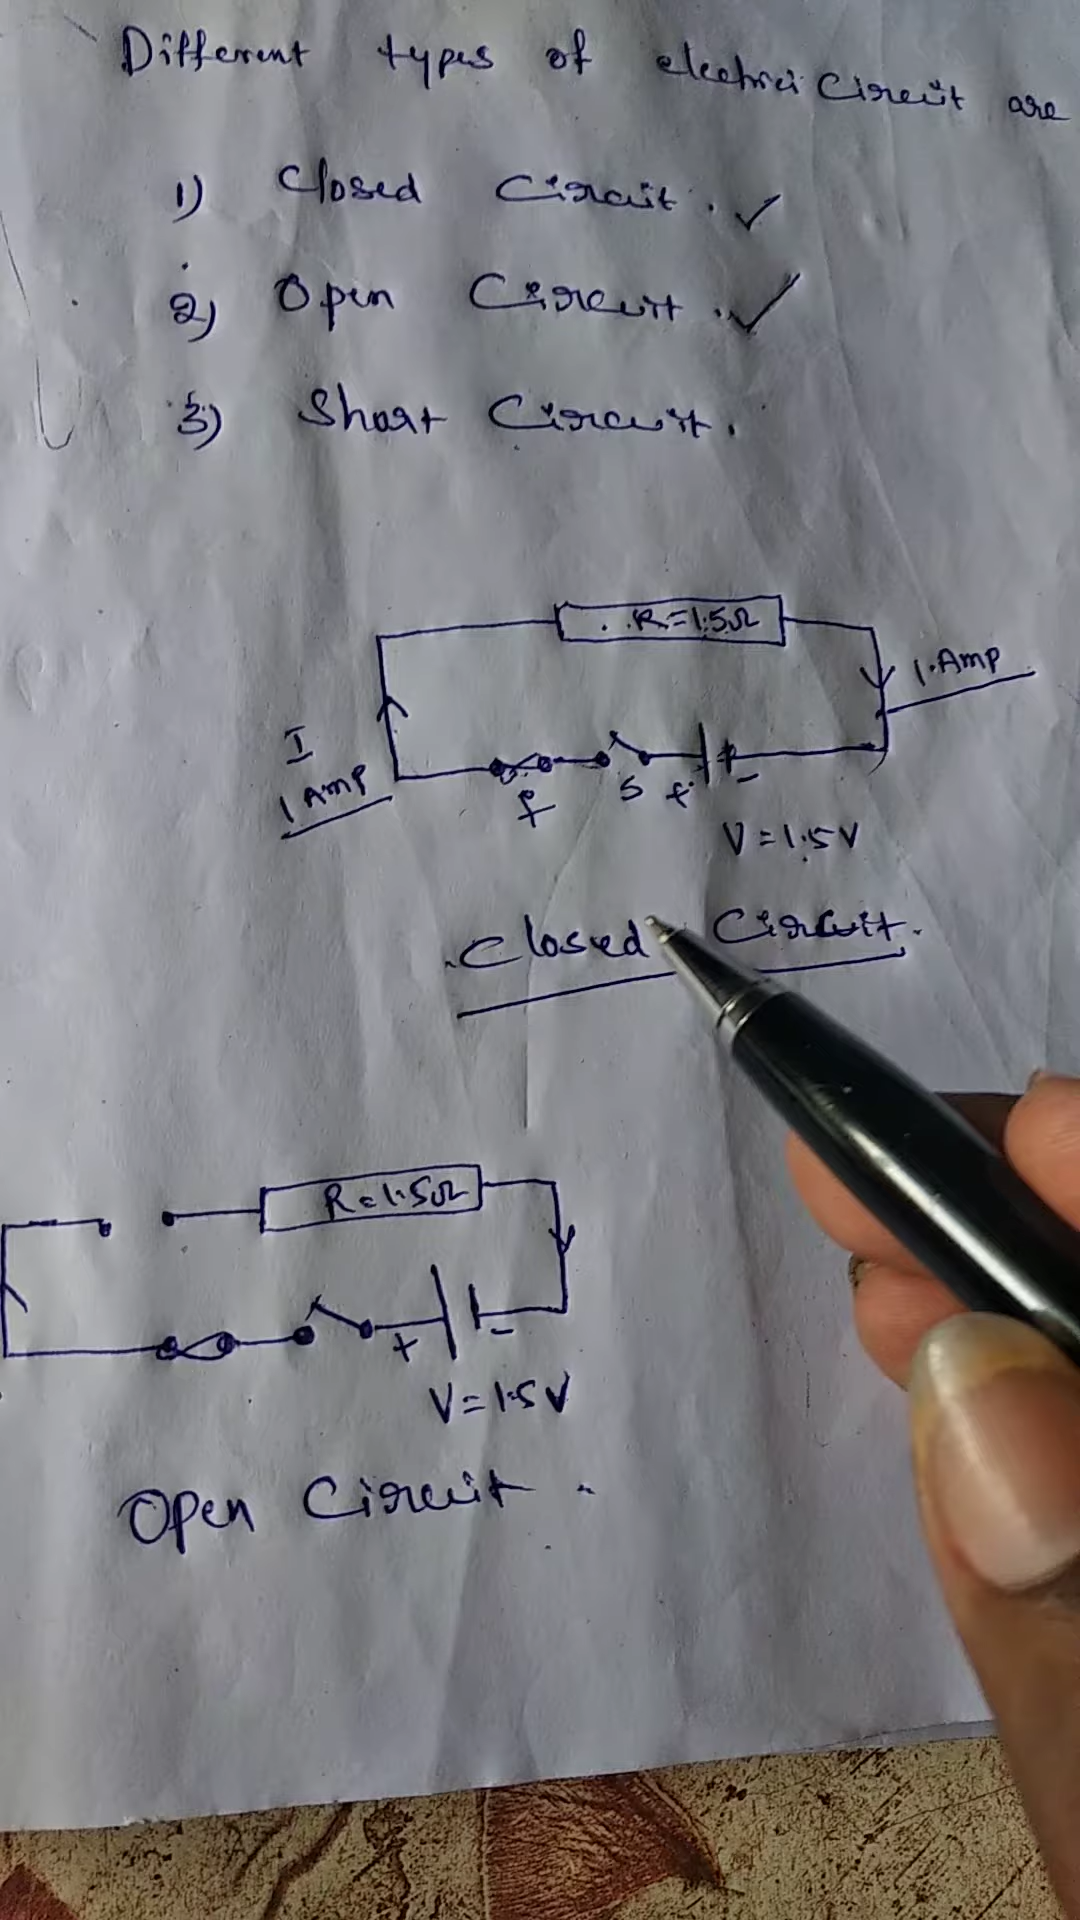 Different types of electric Circuit are
1) Closed Circuit.
2) Open Circuit.
3) Short Circuit.
R=1.5Ω
1.Amp
I
1 Amp
f
S + -
V=1.5V
Closed Circuit.
R=1.5Ω
+ -
V=1.5V
Open Circuit.